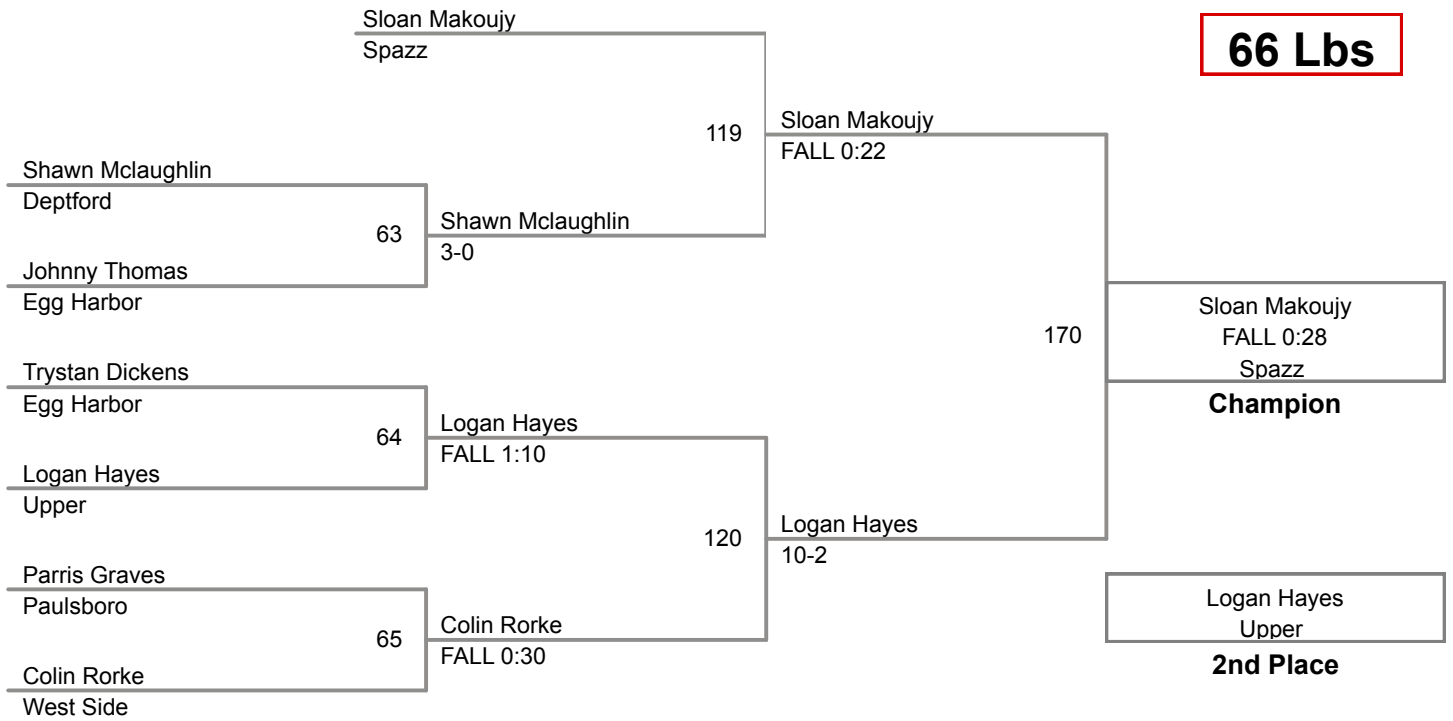 Sloan Makoujy
Spazz
66 Lbs
119
Sloan Makoujy
FALL 0:22
Shawn Mclaughlin
Deptford
63
Shawn Mclaughlin
3-0
Johnny Thomas
Egg Harbor
170
Sloan Makoujy
FALL 0:28
Spazz
Champion
Trystan Dickens
Egg Harbor
64
Logan Hayes
FALL 1:10
Logan Hayes
Upper
120
Logan Hayes
10-2
Parris Graves
Paulsboro
65
Colin Rorke
FALL 0:30
Colin Rorke
West Side
Logan Hayes
Upper
2nd Place